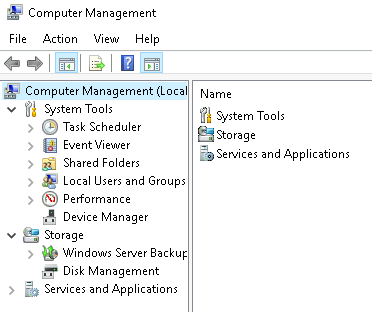 Computer Management
File Action View Help
Computer Management (Local
System Tools
Task Scheduler
Event Viewer
Shared Folders
Local Users and Groups
Performance
Device Manager
Storage
Windows Server Backup
Disk Management
Services and Applications
Name
System Tools
Storage
Services and Applications